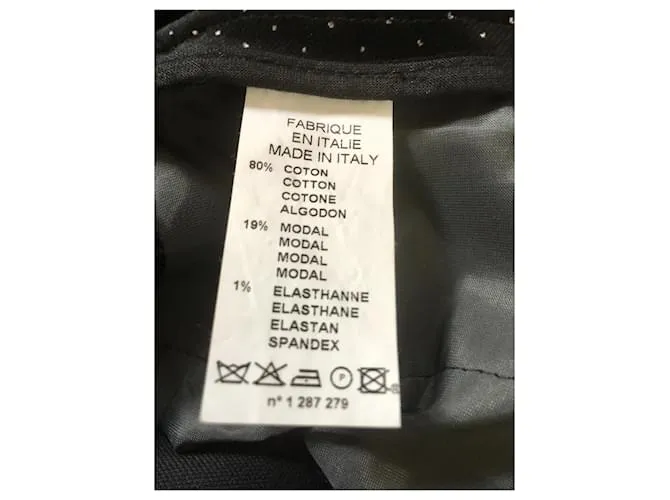 FABRIQUE
EN ITALIE
MADE IN ITALY
80% COTON
COTTON
COTONE
ALGODON
19% MODAL
MODAL
MODAL
MODAL
1% ELASTHANNE
ELASTHANE
ELASTAN
SPANDEX
P
n° 1 287 279